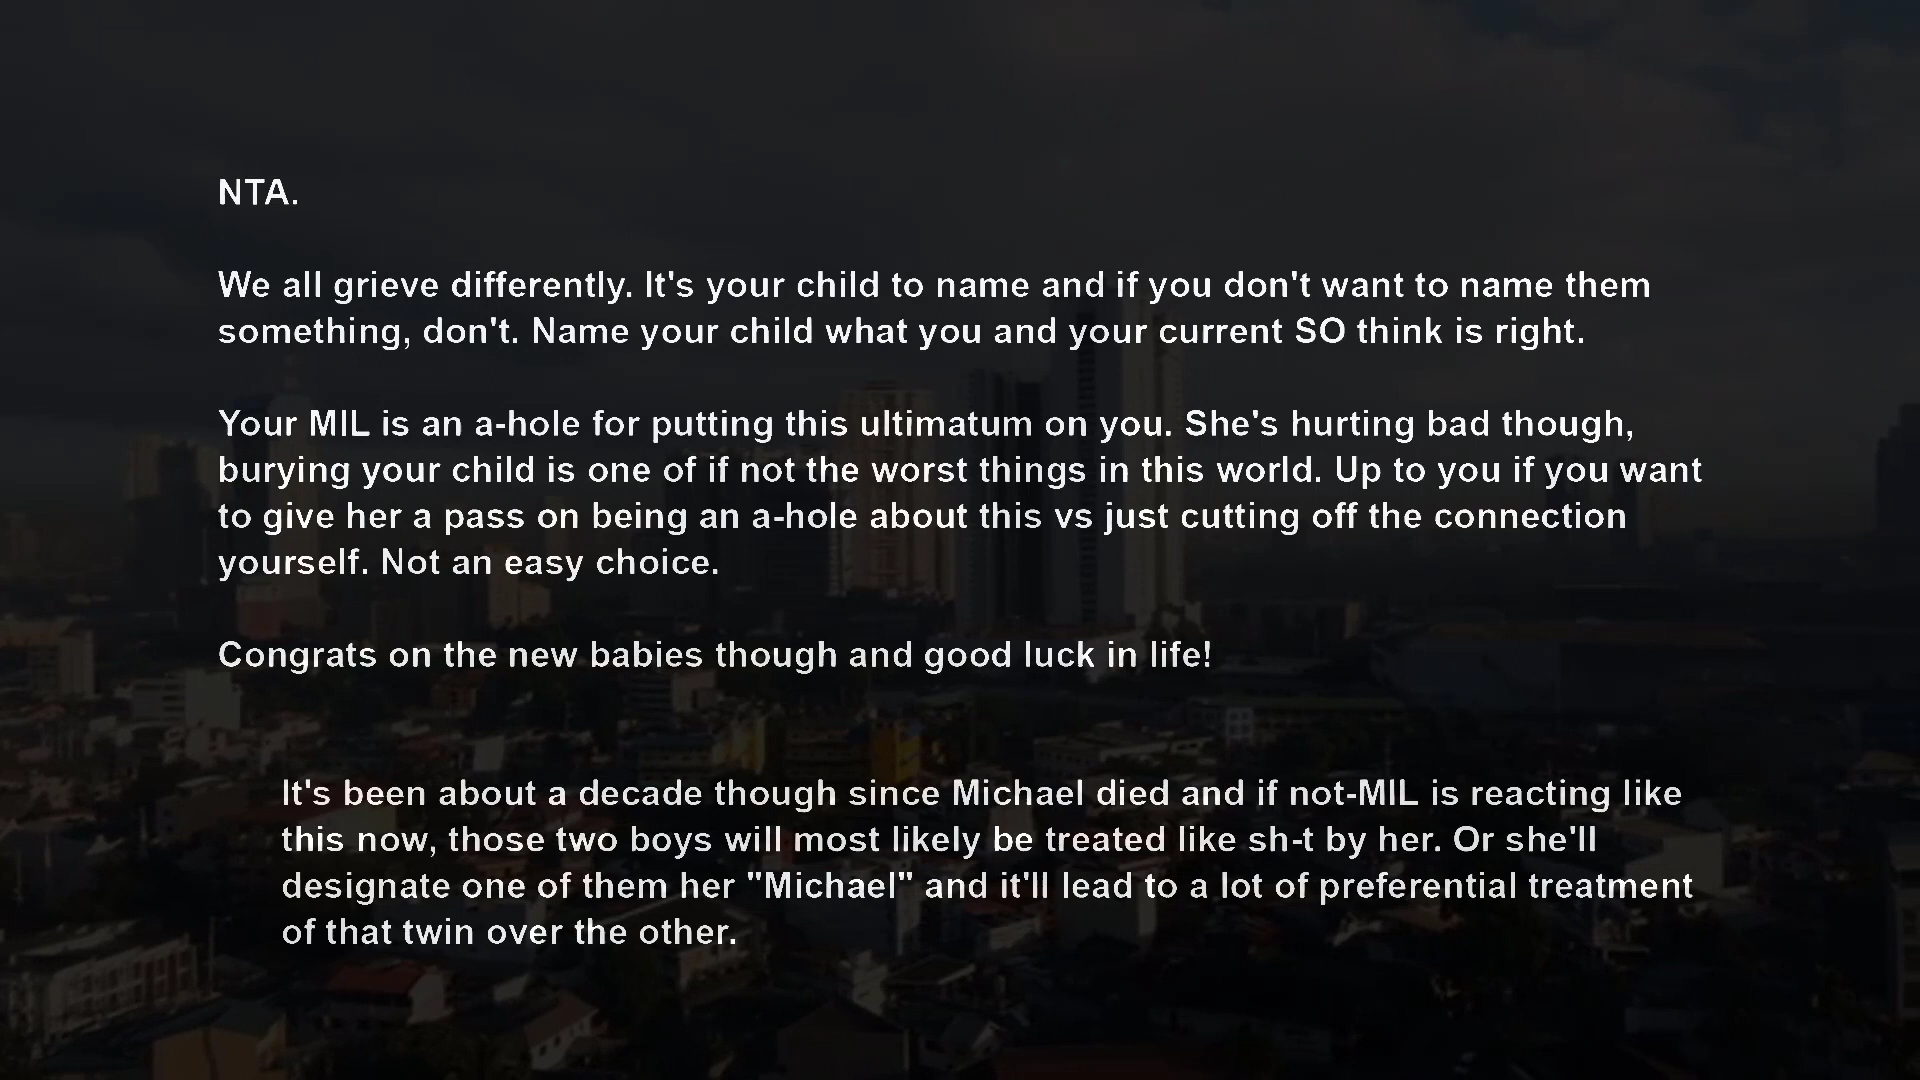 NTA.
We all grieve differently. It's your child to name and if you don't want to name them
something, don't. Name your child what you and your current SO think is right.
Your MIL is an a-hole for putting this ultimatum on you. She's hurting bad though,
burying your child is one of if not the worst things in this world. Up to you if you want
to give her a pass on being an a-hole about this vs just cutting off the connection
yourself. Not an easy choice.
Congrats on the new babies though and good luck in life!
It's been about a decade though since Michael died and if not-MIL is reacting like
this now, those two boys will most likely be treated like sh-t by her. Or she'll
designate one of them her "Michael" and it'll lead to a lot of preferential treatment
of that twin over the other.